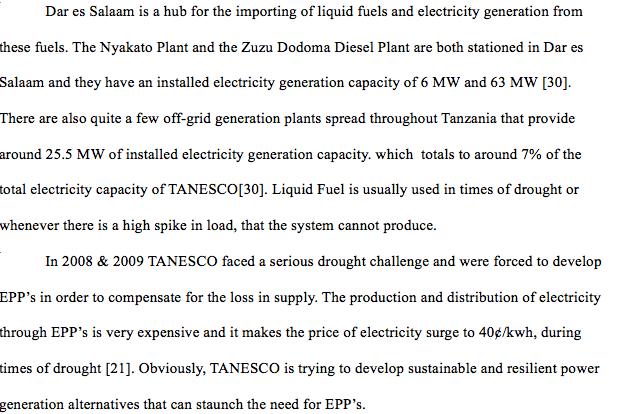 Dar es Salaam is a hub for the importing of liquid fuels and electricity generation from
these fuels. The Nyakato Plant and the Zuzu Dodoma Diesel Plant are both stationed in Dar es
Salaam and they have an installed electricity generation capacity of 6 MW and 63 MW [30].
There are also quite a few off-grid generation plants spread throughout Tanzania that provide
around 25.5 MW of installed electricity generation capacity. which  totals to around 7% of the
total electricity capacity of TANESCO[30]. Liquid Fuel is usually used in times of drought or
whenever there is a high spike in load, that the system cannot produce.
In 2008 & 2009 TANESCO faced a serious drought challenge and were forced to develop
EPP’s in order to compensate for the loss in supply. The production and distribution of electricity
through EPP’s is very expensive and it makes the price of electricity surge to 40¢/kwh, during
times of drought [21]. Obviously, TANESCO is trying to develop sustainable and resilient power
generation alternatives that can staunch the need for EPP’s.